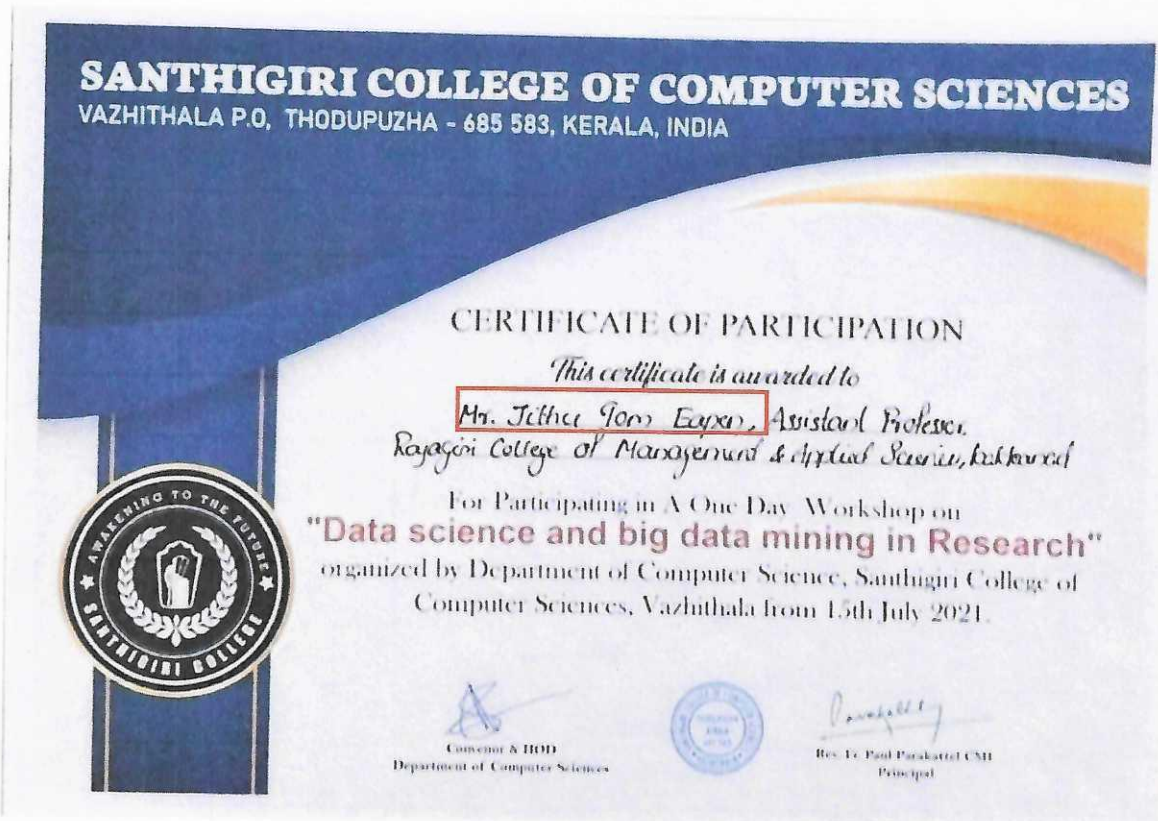 SANTHIGIRI COLLEGE OF COMPUTER SCIENCES
VAZHITHALA P.O, THODUPUZHA - 685 583, KERALA, INDIA
CERTIFICATE OF PARTICIPATION
This certificate is awarded to
Mr. Jithu Tom Eapen, Assistant Professor,
Rajagiri College of Management & Applied Sciences, Kakkanad
For Participating in A One Day Workshop on
"Data science and big data mining in Research"
organized by Department of Computer Science, Santhigiri College of
Computer Sciences, Vazhithala from 15th July 2021.
AWAKENING TO THE FUTURE
SANTHIGIRI COLLEGE
Convenor & HOD
Department of Computer Sciences
Rev. Fr. Paul Parakattel CMI
Principal